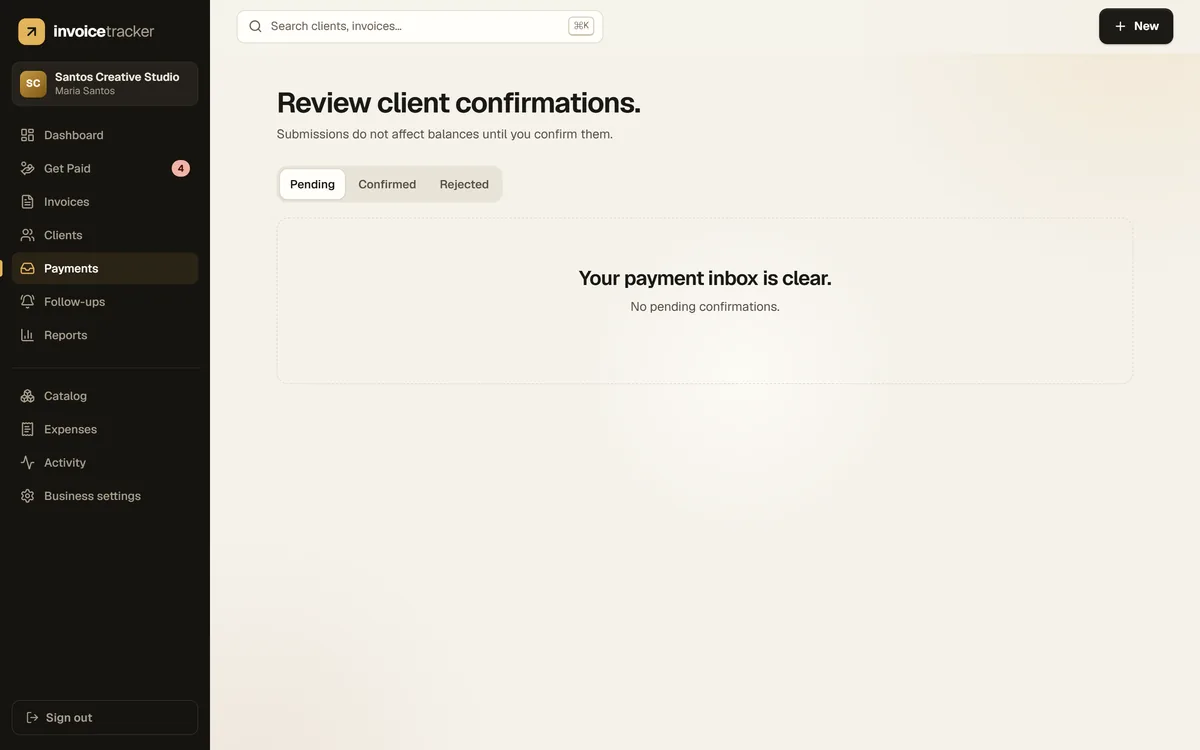 invoicetracker
SC
Santos Creative Studio
Maria Santos
Dashboard
Get Paid
4
Invoices
Clients
Payments
Follow-ups
Reports
Catalog
Expenses
Activity
Business settings
Sign out
Search clients, invoices...
⌘K
+ New
Review client confirmations.
Submissions do not affect balances until you confirm them.
Pending
Confirmed
Rejected
Your payment inbox is clear.
No pending confirmations.